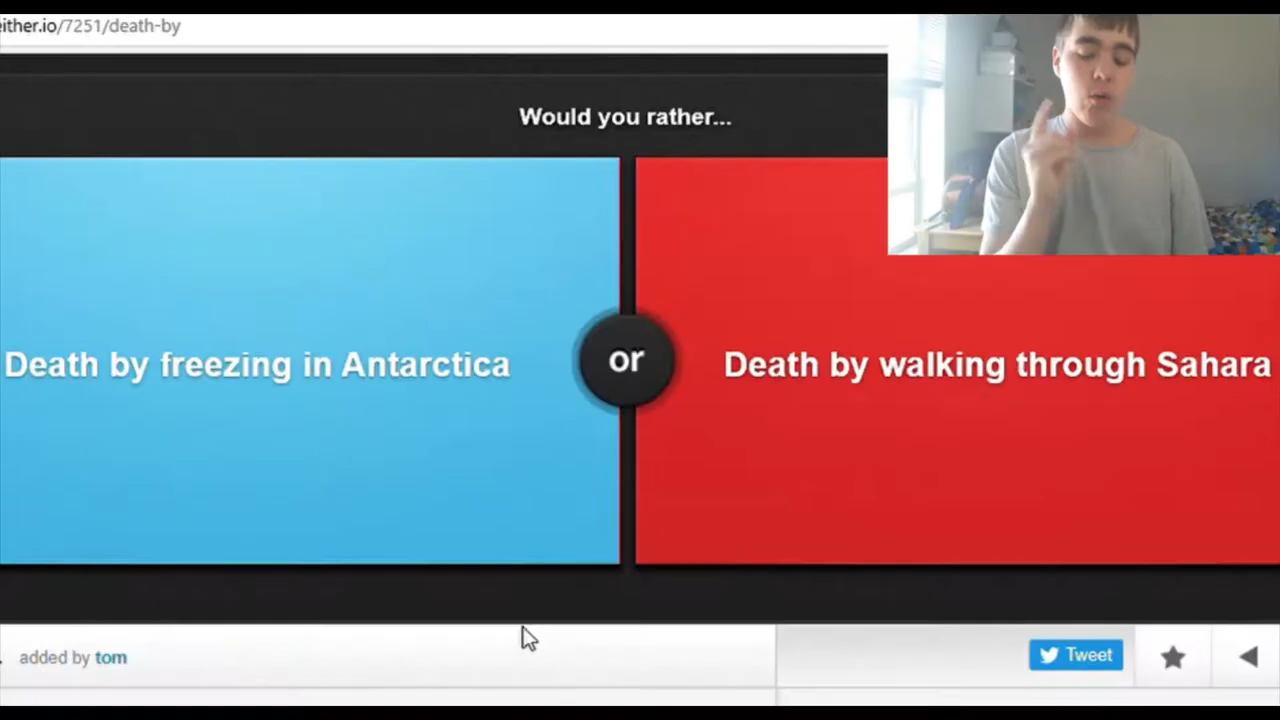 either.io/7251/death-by
Would you rather...
Death by freezing in Antarctica
or
Death by walking through Sahara
added by tom
Tweet